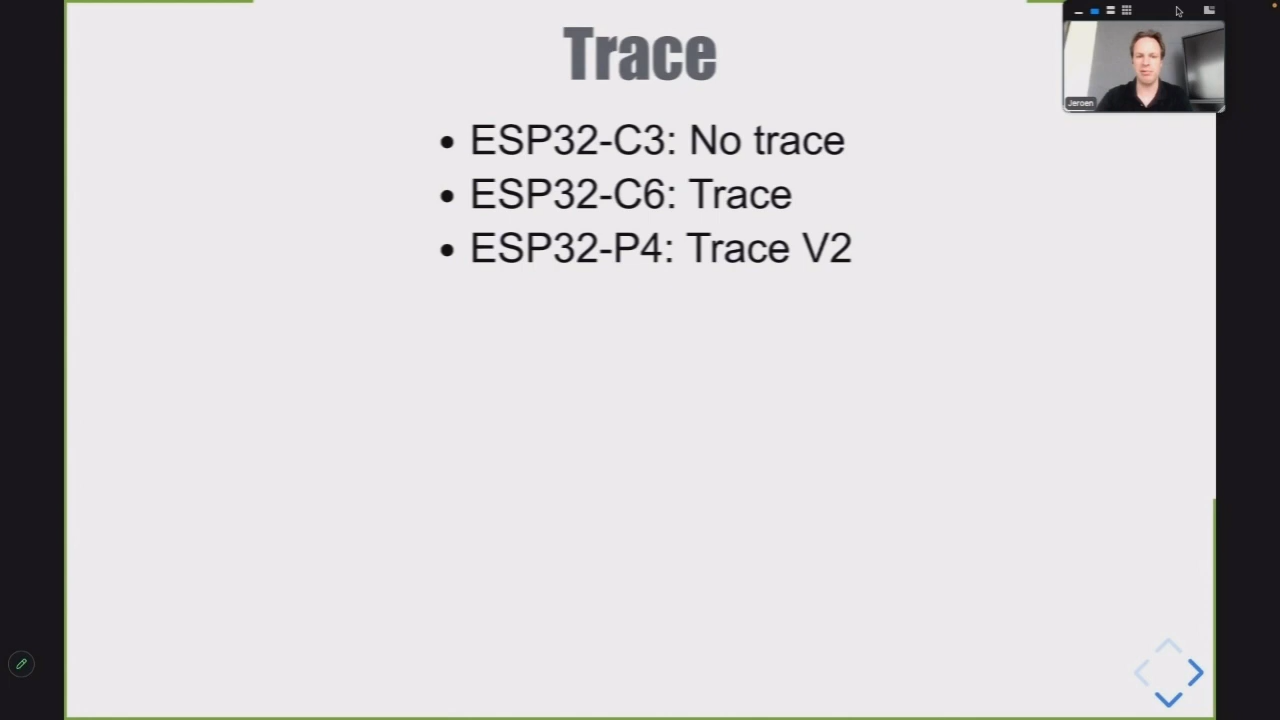 Trace
Jeroen
• ESP32-C3: No trace
• ESP32-C6: Trace
• ESP32-P4: Trace V2